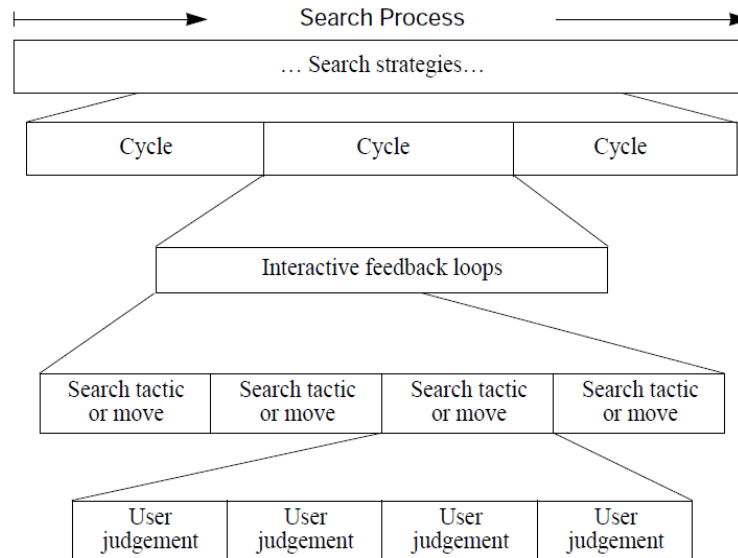 Search Process
… Search strategies…
Cycle Cycle Cycle
Interactive feedback loops
Search tactic Search tactic Search tactic Search tactic
or move or move or move or move
User User User User
judgement judgement judgement judgement